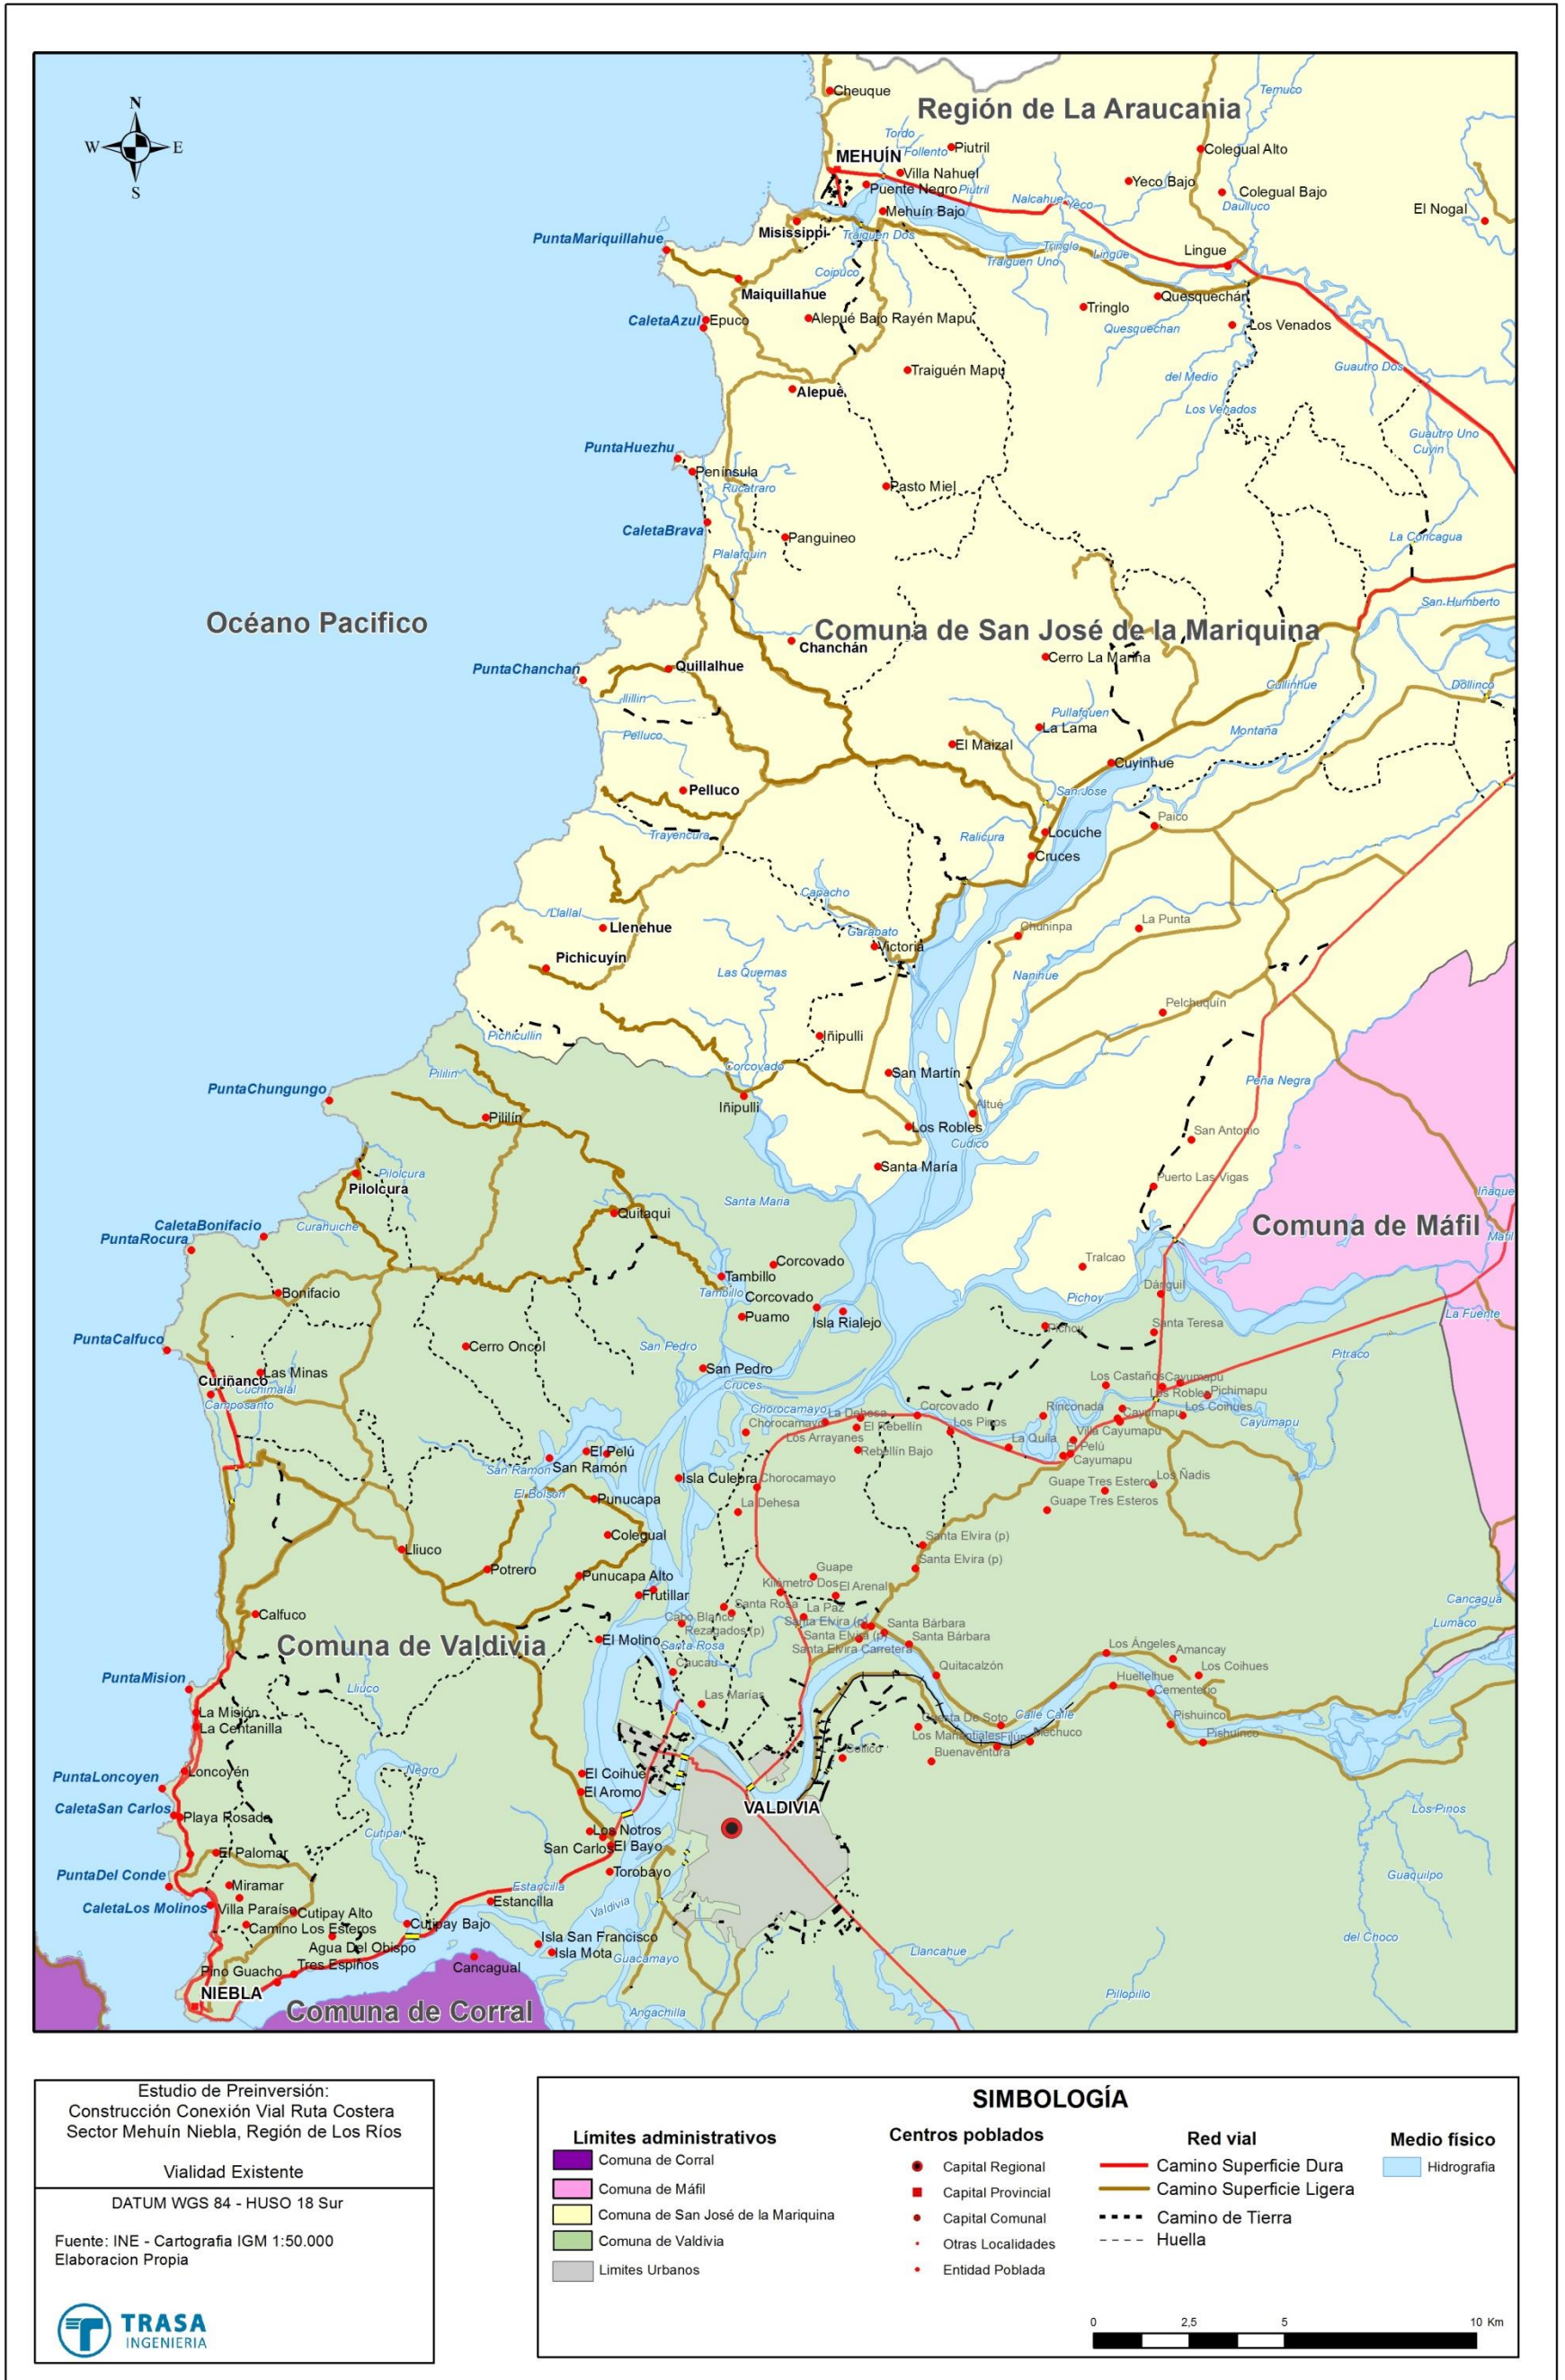 N
W
E
S
Cheuque
Región de La Araucania
Temuco
Tordo
Follento
Piutril
Colegual Alto
MEHUÍN
Villa Nahuel
Puente Negro
Piutril
Yeco Bajo
Colegual Bajo
Nalcahue
Yeco
Daulluco
El Nogal
Mehuín Bajo
Misissippi
Traiguen Dos
PuntaMariquillahue
Tringlo
Lingue
Lingue
Traiguen Uno
Coipuco
Maiquillahue
Quesquechán
Tringlo
CaletaAzul
Epuco
Alepué Bajo Rayén Mapu
Quesquechan
Los Venados
Traiguén Mapu
del Medio
Guautro Dos
Alepué
Los Venados
Guautro Uno
Cuyin
PuntaHuezhu
Península
Rucatraro
Pasto Miel
CaletaBrava
Panguineo
La Concagua
Plalafquin
San Humberto
Océano Pacifico
Comuna de San José de la Mariquina
Chanchán
Cerro La Marina
PuntaChanchan
Quillalhue
Cullinhue
Dollinco
Illillin
Pullafquen
La Lama
Montaña
Pelluco
El Maizal
Cuyinhue
Pelluco
San Jose
Paico
Trayencura
Ralicura
Locuche
Cruces
Capacho
Llallal
La Punta
Llenehue
Garabato
Chuninpa
Victoria
Pichicuyín
Las Quemas
Nanihue
Pelchuquín
Pichicullin
Iñipulli
Corcovado
San Martín
Pililin
Peña Negra
PuntaChungungo
Iñipulli
Altué
Pililín
Los Robles
San Antonio
Cudico
Santa María
Pilolcura
Pilolcura
Puerto Las Vigas
Iñaque
Santa Maria
CaletaBonifacio
Curahuiche
Quitaqui
Comuna de Máfil
PuntaRocura
Mafil
Corcovado
Tralcao
Tambillo
Dánguil
Bonifacio
Tambillo
Corcovado
Pichoy
La Fuente
Puamo
Isla Rialejo
Pichoy
Santa Teresa
PuntaCalfuco
Cerro Oncol
San Pedro
Pitraco
Las Minas
San Pedro
Curiñanco
Cuchimalal
Cruces
Los Castaños
Cayumapu
Los Robles
Pichimapu
Camposanto
Chorocamayo
La Dehesa
Corcovado
Rinconada
Cayumapu
Los Coihues
Chorocamayo
El Rebellín
Los Pinos
Villa Cayumapu
Cayumapu
Los Arrayanes
La Quila
El Pelú
El Pelú
Rebellín Bajo
Cayumapu
San Ramon
San Ramón
Isla Culebra
Chorocamayo
Guape Tres Esteros
Los Ñadis
El Bolson
Punucapa
La Dehesa
Guape Tres Esteros
Colegual
Santa Elvira (p)
Lliuco
Santa Elvira (p)
Potrero
Punucapa Alto
Guape
Frutillar
Kilómetro Dos
El Arenal
Cancagua
Calfuco
Santa Rosa
La Paz
Cabo Blanco
Santa Elvira (p)
Santa Bárbara
Lumaco
Rezagados (p)
Santa Elvira (p)
Santa Bárbara
Comuna de Valdivia
El Molino
Santa Rosa
Santa Elvira Carretera
Los Ángeles
Amancay
Caucau
Quitacalzón
Los Coihues
PuntaMision
Lliuco
Huellelhue
Cementerio
Las Marías
La Misión
Cuesta De Soto
Calle Calle
Pishuinco
La Centanilla
Los Manantiales
Filún
Mechuco
Pishuinco
Collico
Buenaventura
Loncoyén
Negro
El Coihue
PuntaLoncoyen
El Aromo
CaletaSan Carlos
Playa Rosada
VALDIVIA
Los Pinos
Cutipai
Los Notros
El Palomar
San Carlos
El Bayo
PuntaDel Conde
Miramar
Torobayo
Guaquilpo
Estancilla
Estancilla
CaletaLos Molinos
Villa Paraíso
Cutipay Alto
Valdivia
Camino Los Esteros
Cutipay Bajo
Isla San Francisco
del Choco
Agua Del Obispo
Isla Mota
Guacamayo
Llancahue
Pino Guacho
Tres Espinos
Cancagual
NIEBLA
Pillopillo
Comuna de Corral
Angachilla
Estudio de Preinversión:
Construcción Conexión Vial Ruta Costera
Sector Mehuín Niebla, Región de Los Ríos
Vialidad Existente
DATUM WGS 84 - HUSO 18 Sur
Fuente: INE - Cartografia IGM 1:50.000
Elaboracion Propia
TRASA
INGENIERIA
SIMBOLOGÍA
Límites administrativos
Comuna de Corral
Comuna de Máfil
Comuna de San José de la Mariquina
Comuna de Valdivia
Limites Urbanos
Centros poblados
Capital Regional
Capital Provincial
Capital Comunal
Otras Localidades
Entidad Poblada
Red vial
Camino Superficie Dura
Camino Superficie Ligera
Camino de Tierra
Huella
Medio físico
Hidrografia
0 2,5 5 10 Km